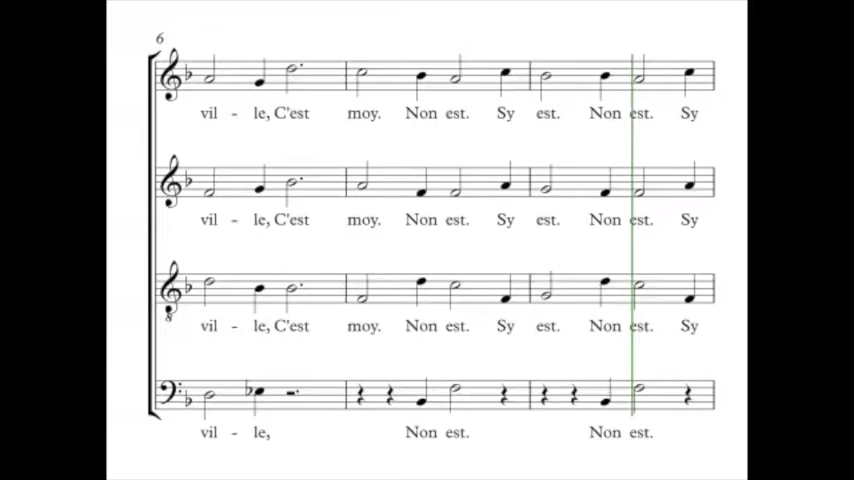 6
vil - le, C'est moy. Non est. Sy est. Non est. Sy
vil - le, C'est moy. Non est. Sy est. Non est. Sy
8
vil - le, C'est moy. Non est. Sy est. Non est. Sy
vil - le, Non est. Non est.